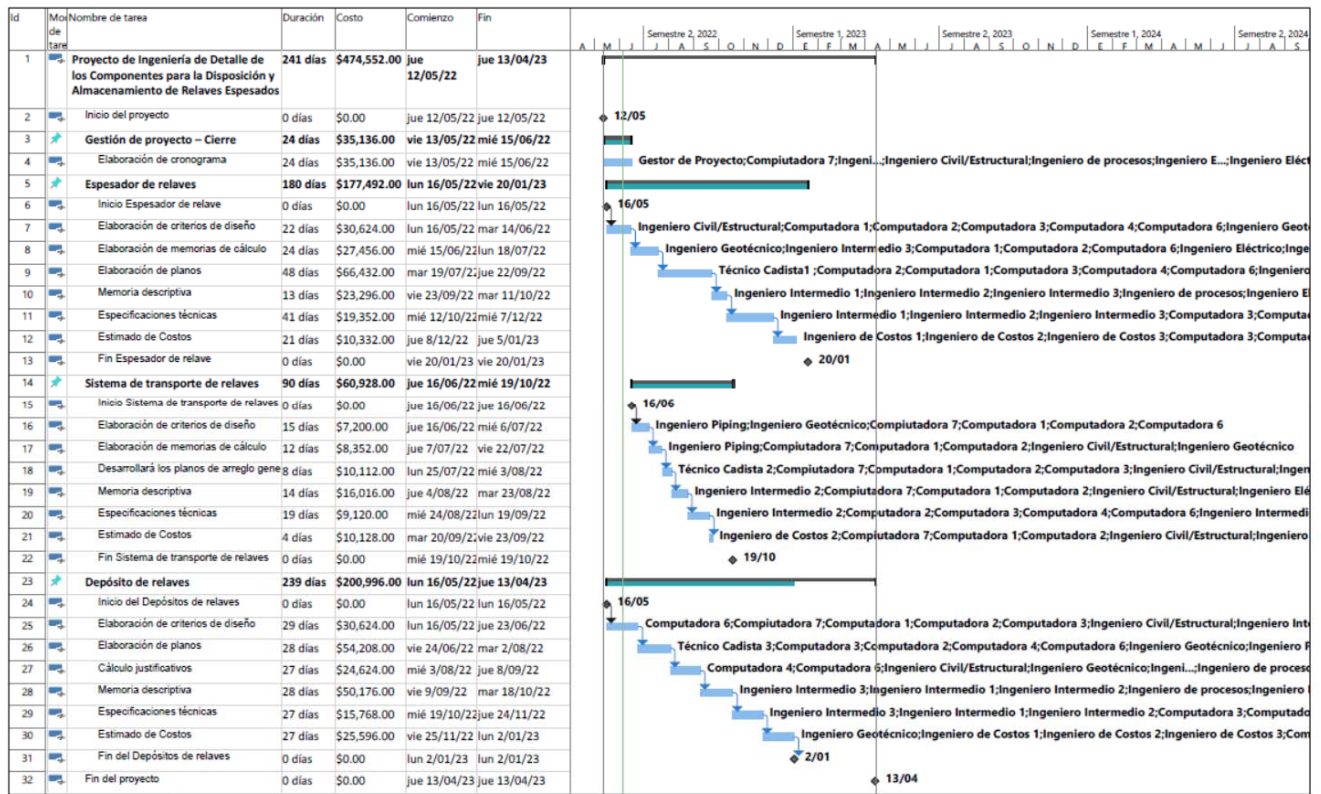 Id Mo Nombre de tarea Duración Costo Comienzo Fin
de
tare
Semestre 2, 2022 Semestre 1, 2023 Semestre 2, 2023 Semestre 1, 2024 Semestre 2, 2024
A M J J A S O N D E F M A M J J A S O N D E F M A M J J A S
1 Proyecto de Ingeniería de Detalle de 241 días $474,552.00 jue jue 13/04/23
los Componentes para la Disposición y 12/05/22
Almacenamiento de Relaves Espesados
2 Inicio del proyecto 0 días $0.00 jue 12/05/22 jue 12/05/22 12/05
3 Gestión de proyecto – Cierre 24 días $35,136.00 vie 13/05/22 mié 15/06/22
4 Elaboración de cronograma 24 días $35,136.00 vie 13/05/22 mié 15/06/22 Gestor de Proyecto;Compiutadora 7;Ingeni...;Ingeniero Civil/Estructural;Ingeniero de procesos;Ingeniero E...;Ingeniero Eléct
5 Espesador de relaves 180 días $177,492.00 lun 16/05/22 vie 20/01/23
6 Inicio Espesador de relave 0 días $0.00 lun 16/05/22 lun 16/05/22 16/05
7 Elaboración de criterios de diseño 22 días $30,624.00 lun 16/05/22 mar 14/06/22 Ingeniero Civil/Estructural;Computadora 1;Computadora 2;Computadora 3;Computadora 4;Computadora 6;Ingeniero Geot
8 Elaboración de memorias de cálculo 24 días $27,456.00 mié 15/06/22 lun 18/07/22 Ingeniero Geotécnico;Ingeniero Intermedio 3;Computadora 1;Computadora 2;Computadora 6;Ingeniero Eléctrico;Inge
9 Elaboración de planos 48 días $66,432.00 mar 19/07/22 jue 22/09/22 Técnico Cadista1 ;Computadora 2;Computadora 1;Computadora 3;Computadora 4;Computadora 6;Ingeniero
10 Memoria descriptiva 13 días $23,296.00 vie 23/09/22 mar 11/10/22 Ingeniero Intermedio 1;Ingeniero Intermedio 2;Ingeniero Intermedio 3;Ingeniero de procesos;Ingeniero El
11 Especificaciones técnicas 41 días $19,352.00 mié 12/10/22 mié 7/12/22 Ingeniero Intermedio 1;Ingeniero Intermedio 2;Ingeniero Intermedio 3;Computadora 3;Computa
12 Estimado de Costos 21 días $10,332.00 jue 8/12/22 jue 5/01/23 Ingeniero de Costos 1;Ingeniero de Costos 2;Ingeniero de Costos 3;Computadora 3;Computa
13 Fin Espesador de relave 0 días $0.00 vie 20/01/23 vie 20/01/23 20/01
14 Sistema de transporte de relaves 90 días $60,928.00 jue 16/06/22 mié 19/10/22
15 Inicio Sistema de transporte de relaves 0 días $0.00 jue 16/06/22 jue 16/06/22 16/06
16 Elaboración de criterios de diseño 15 días $7,200.00 jue 16/06/22 mié 6/07/22 Ingeniero Piping;Ingeniero Geotécnico;Compiutadora 7;Computadora 1;Computadora 2;Computadora 6
17 Elaboración de memorias de cálculo 12 días $8,352.00 jue 7/07/22 vie 22/07/22 Ingeniero Piping;Compiutadora 7;Computadora 1;Computadora 2;Ingeniero Civil/Estructural;Ingeniero Geotécnico
18 Desarrollará los planos de arreglo gene 8 días $10,112.00 lun 25/07/22 mié 3/08/22 Técnico Cadista 2;Compiutadora 7;Computadora 1;Computadora 2;Computadora 3;Ingeniero Civil/Estructural;Ingen
19 Memoria descriptiva 14 días $16,016.00 jue 4/08/22 mar 23/08/22 Ingeniero Intermedio 2;Compiutadora 7;Computadora 1;Computadora 2;Ingeniero Civil/Estructural;Ingeniero Elé
20 Especificaciones técnicas 19 días $9,120.00 mié 24/08/22 lun 19/09/22 Ingeniero Intermedio 2;Computadora 2;Computadora 3;Computadora 4;Computadora 6;Ingeniero Intermedi
21 Estimado de Costos 4 días $10,128.00 mar 20/09/22 vie 23/09/22 Ingeniero de Costos 2;Compiutadora 7;Computadora 1;Computadora 2;Ingeniero Civil/Estructural;Ingeniero
22 Fin Sistema de transporte de relaves 0 días $0.00 mié 19/10/22 mié 19/10/22 19/10
23 Depósito de relaves 239 días $200,996.00 lun 16/05/22 jue 13/04/23
24 Inicio del Depósitos de relaves 0 días $0.00 lun 16/05/22 lun 16/05/22 16/05
25 Elaboración de criterios de diseño 29 días $30,624.00 lun 16/05/22 jue 23/06/22 Computadora 6;Compiutadora 7;Computadora 1;Computadora 2;Computadora 3;Ingeniero Civil/Estructural;Ingeniero Inte
26 Elaboración de planos 28 días $54,208.00 vie 24/06/22 mar 2/08/22 Técnico Cadista 3;Computadora 3;Computadora 2;Computadora 4;Computadora 6;Ingeniero Geotécnico;Ingeniero P
27 Cálculo justificativos 27 días $24,624.00 mié 3/08/22 jue 8/09/22 Computadora 4;Computadora 6;Ingeniero Civil/Estructural;Ingeniero Geotécnico;Ingeni...;Ingeniero de proceso
28 Memoria descriptiva 28 días $50,176.00 vie 9/09/22 mar 18/10/22 Ingeniero Intermedio 3;Ingeniero Intermedio 1;Ingeniero Intermedio 2;Ingeniero de procesos;Ingeniero
29 Especificaciones técnicas 27 días $15,768.00 mié 19/10/22 jue 24/11/22 Ingeniero Intermedio 3;Ingeniero Intermedio 1;Ingeniero Intermedio 2;Computadora 3;Computado
30 Estimado de Costos 27 días $25,596.00 vie 25/11/22 lun 2/01/23 Ingeniero Geotécnico;Ingeniero de Costos 1;Ingeniero de Costos 2;Ingeniero de Costos 3;Com
31 Fin del Depósitos de relaves 0 días $0.00 lun 2/01/23 lun 2/01/23 2/01
32 Fin del proyecto 0 días $0.00 jue 13/04/23 jue 13/04/23 13/04